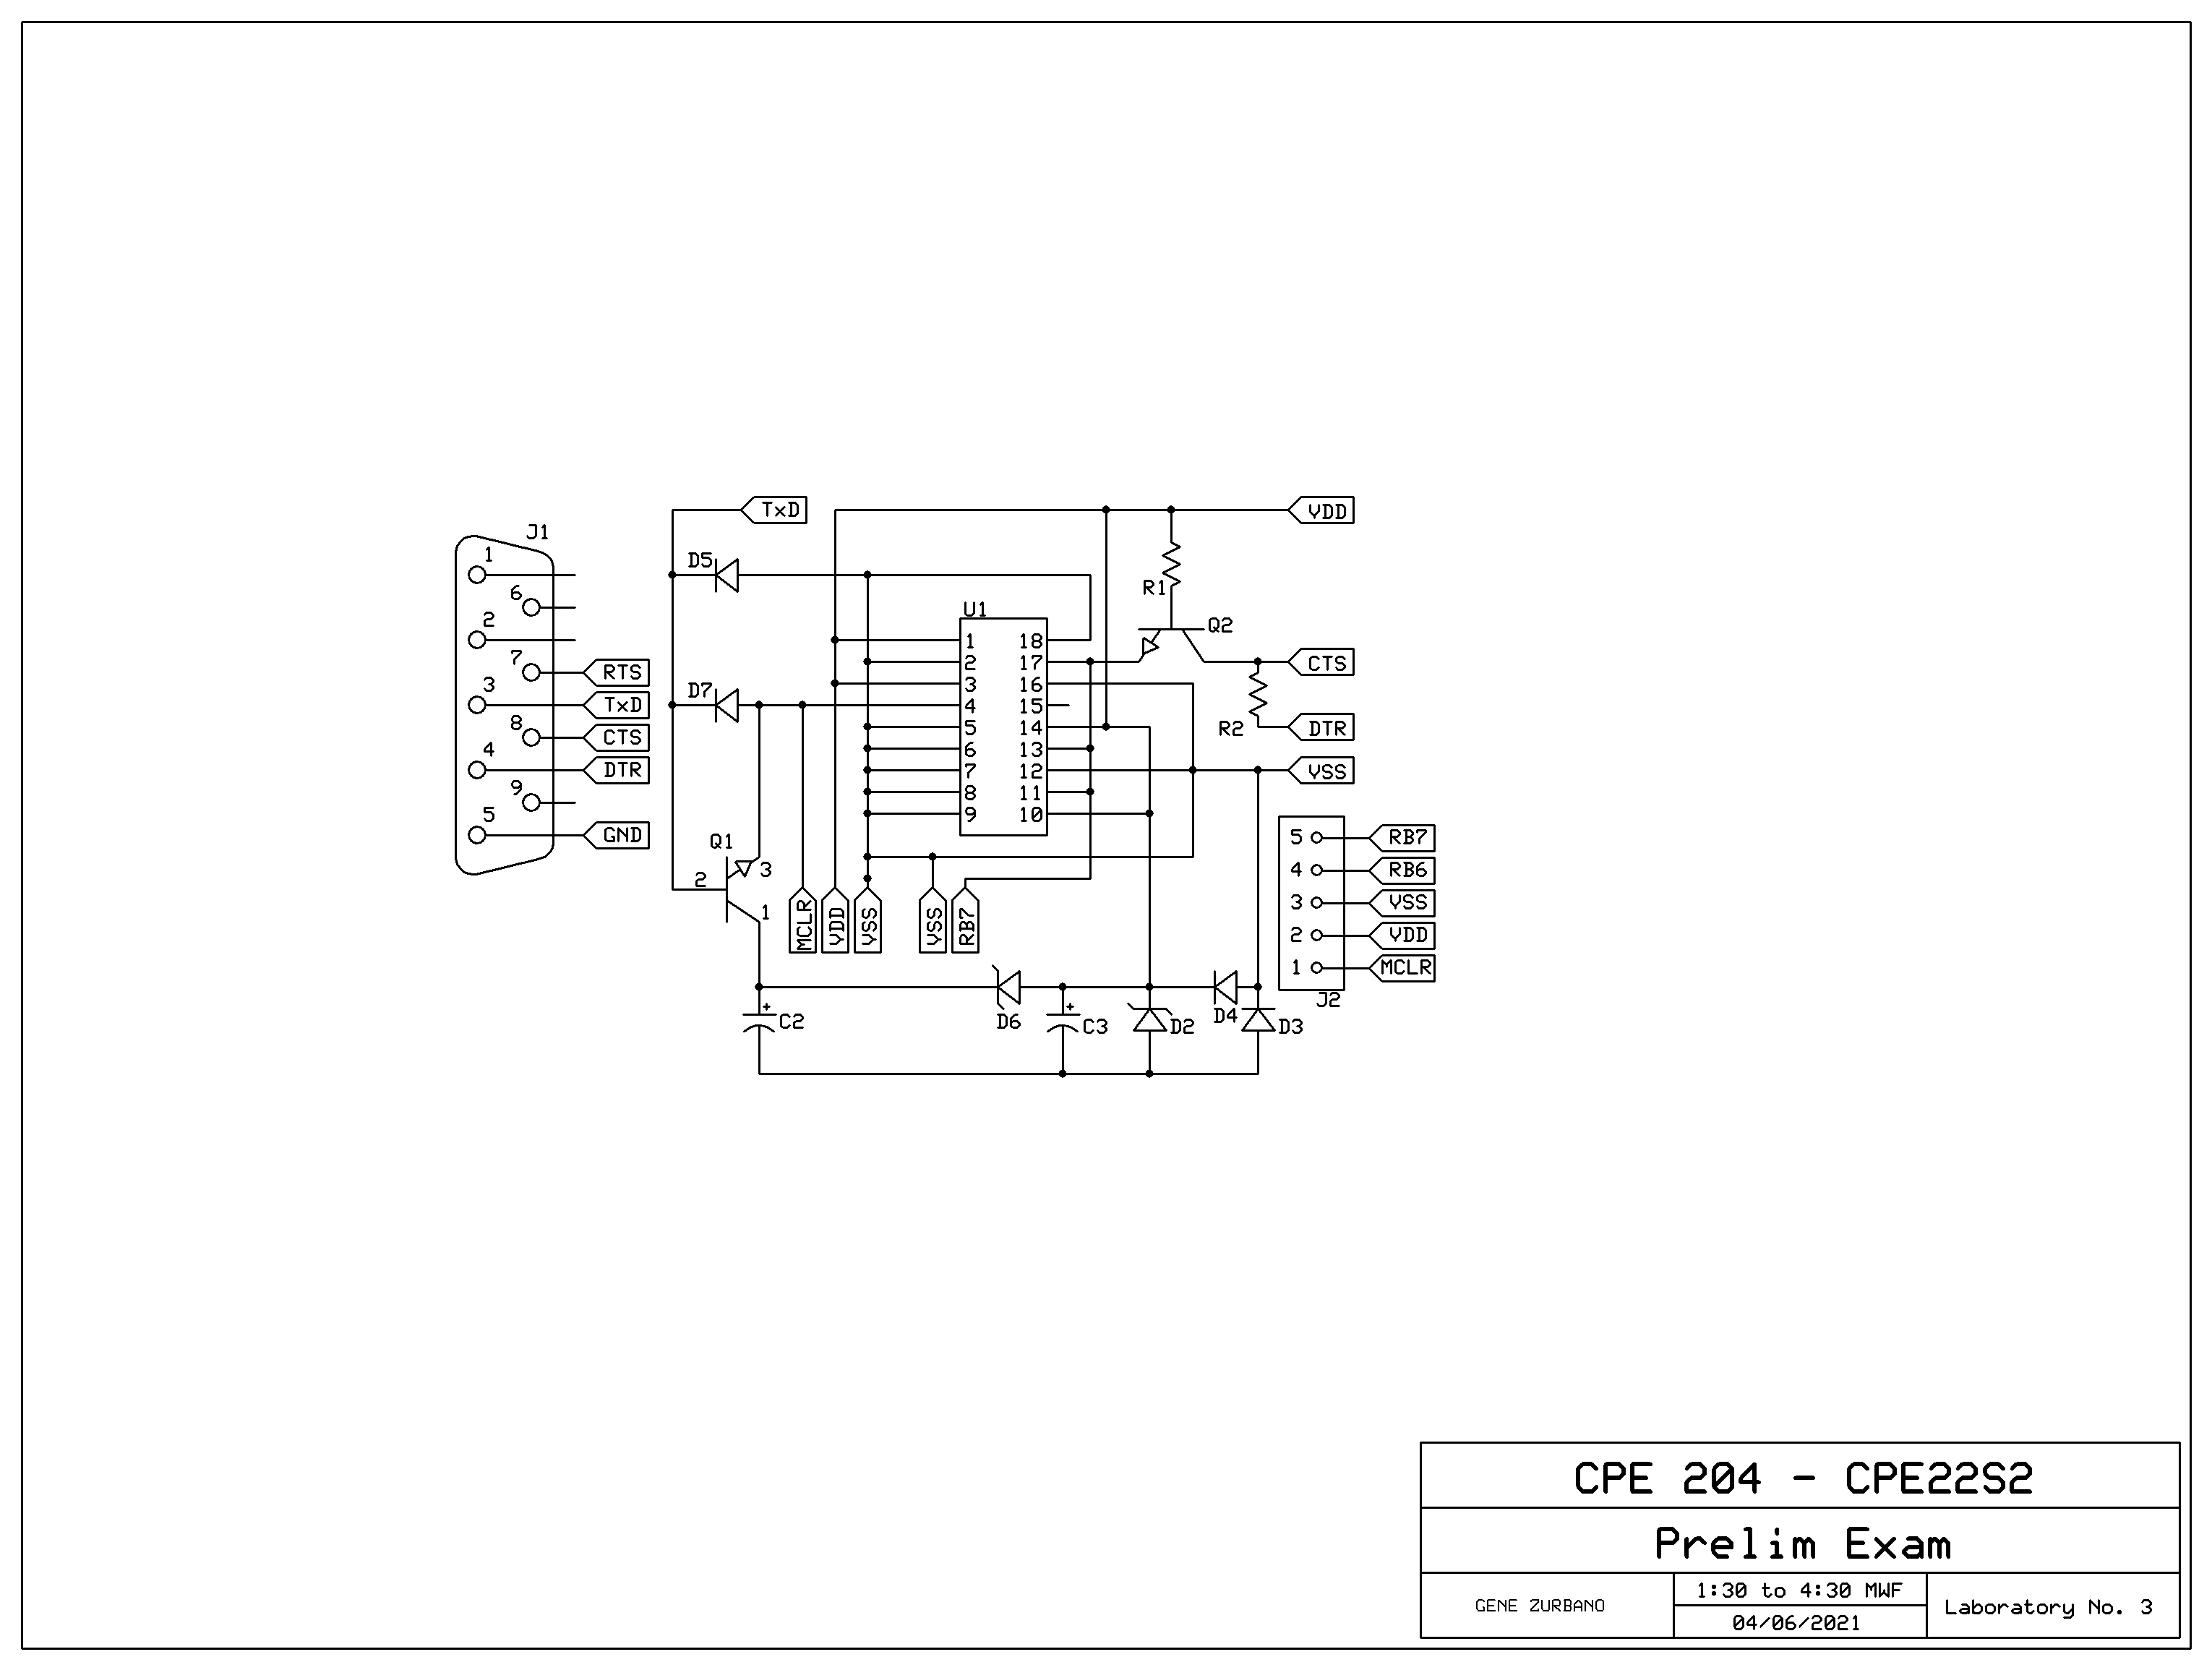 TxD
VDD
J1
1
D5
6
R1
U1
2
Q2
1
18
7
2
17
CTS
RTS
3
16
3
D7
4
15
TxD
5
14
R2
DTR
8
CTS
6
13
4
7
12
VSS
DTR
9
8
11
5
9
10
GND
Q1
5
RB7
3
4
RB6
2
3
VSS
1
MCLR
VDD
VSS
VSS
RB7
2
VDD
1
MCLR
J2
+
C2
D6
+
C3
D2
D4
D3
CPE 204 - CPE22S2
Prelim Exam
GENE ZURBANO
1:30 to 4:30 MWF
04/06/2021
Laboratory No. 3